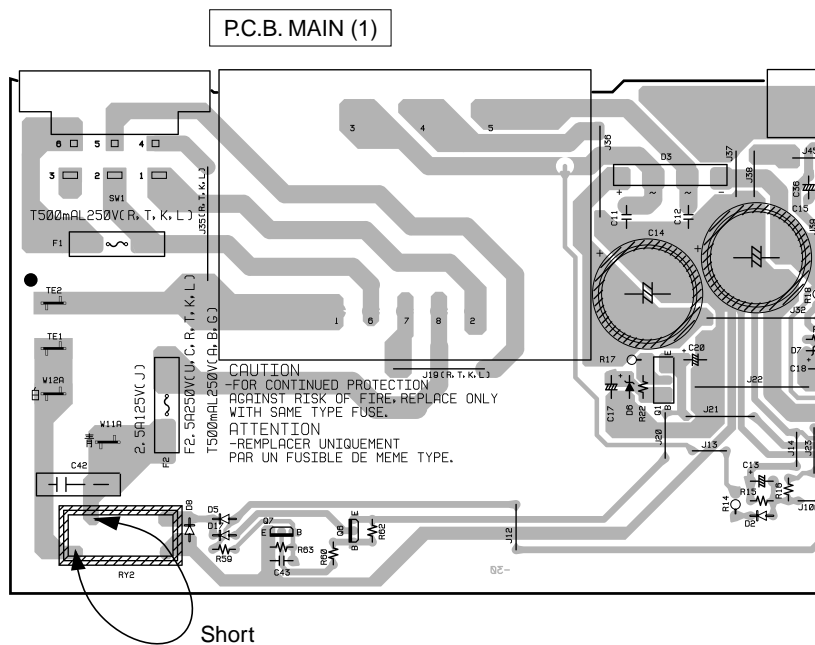 P.C.B. MAIN (1)
3
4
5
J36
6
5
4
D3
J37
J38
J45
3
2
1
SW1
T500mAL250V(R,T,K,L)
J35(R,T,K,L)
+
~
~
-
C11
C12
C36
C15
J39
F1
C14
+
+
TE2
R18
J32
1
6
7
8
2
TE1
CAUTION
-FOR CONTINUED PROTECTION
AGAINST RISK OF FIRE,REPLACE ONLY
WITH SAME TYPE FUSE.
ATTENTION
-REMPLACER UNIQUEMENT
PAR UN FUSIBLE DE MEME TYPE.
J19(R,T,K,L)
R17
E
C20
D7
C18
W12A
2.5A125V(J)
F2.5A250V(U,C,R,T,K,L)
T500mAL250V(A,B,G)
C17
D6
R22
Q1
B
J22
J21
W11A
F2
J20
J13
J14
J23
C42
C13
R15
R16
R14
D2
J10
D8
D5
D1
R59
Q7
E
B
R63
C43
R60
E
Q8
B
R62
J12
RY2
-20
Short